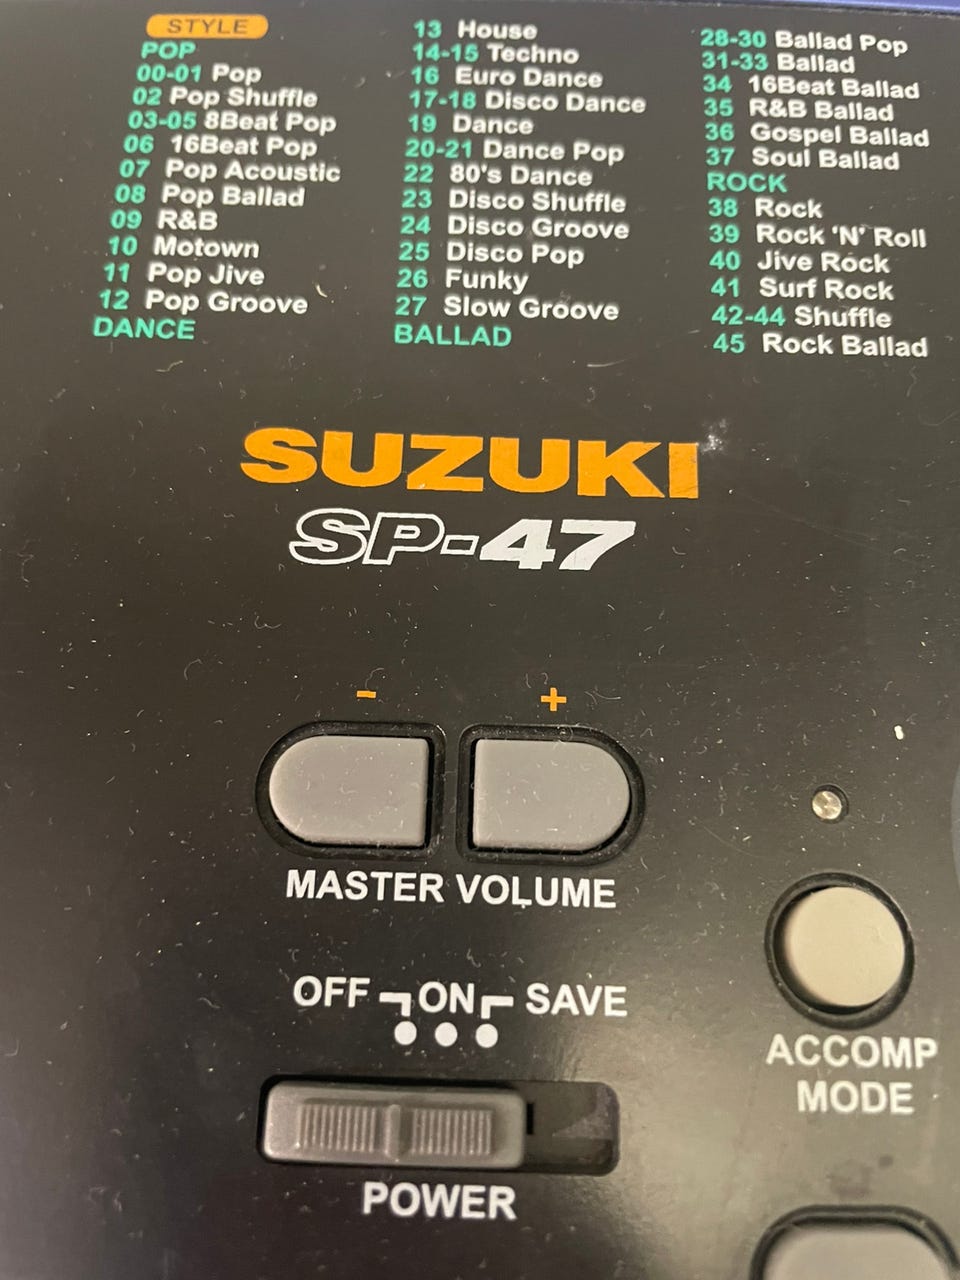 STYLE
POP
00-01 Pop
02 Pop Shuffle
03-05 8Beat Pop
06 16Beat Pop
07 Pop Acoustic
08 Pop Ballad
09 R&B
10 Motown
11 Pop Jive
12 Pop Groove
DANCE
13 House
14-15 Techno
16 Euro Dance
17-18 Disco Dance
19 Dance
20-21 Dance Pop
22 80's Dance
23 Disco Shuffle
24 Disco Groove
25 Disco Pop
26 Funky
27 Slow Groove
BALLAD
28-30 Ballad Pop
31-33 Ballad
34 16Beat Ballad
35 R&B Ballad
36 Gospel Ballad
37 Soul Ballad
ROCK
38 Rock
39 Rock 'N' Roll
40 Jive Rock
41 Surf Rock
42-44 Shuffle
45 Rock Ballad
SUZUKI
SP-47
- +
MASTER VOLUME
OFF ON SAVE
POWER
ACCOMP
MODE